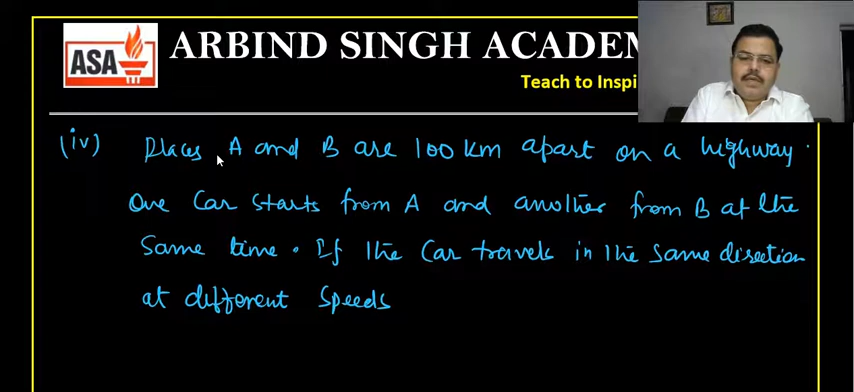 ASA
ARBIND SINGH ACADEM
Teach to Inspi
(iv) Places A and B are 100 km apart on a highway.
One Car starts from A and another from B at the
same time. If the Car travels in the same direction
at different speeds